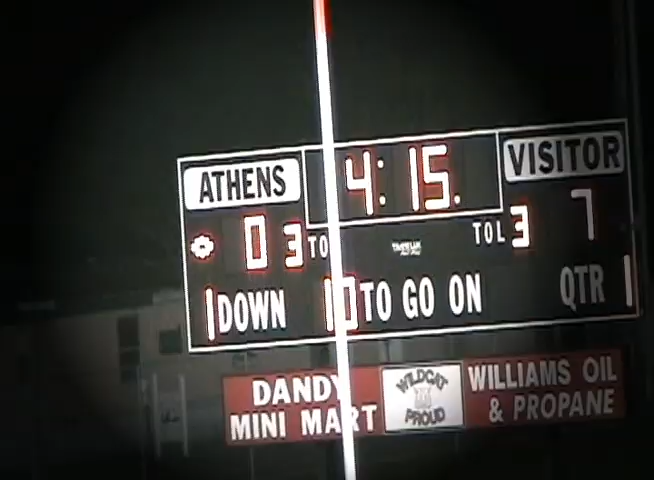 ATHENS 4:15. VISITOR
0 3 TO TOL 3 7
1 DOWN 10 TO GO ON QTR 1
DANDY
MINI MART
WILDCAT
PROUD
WILLIAMS OIL
& PROPANE